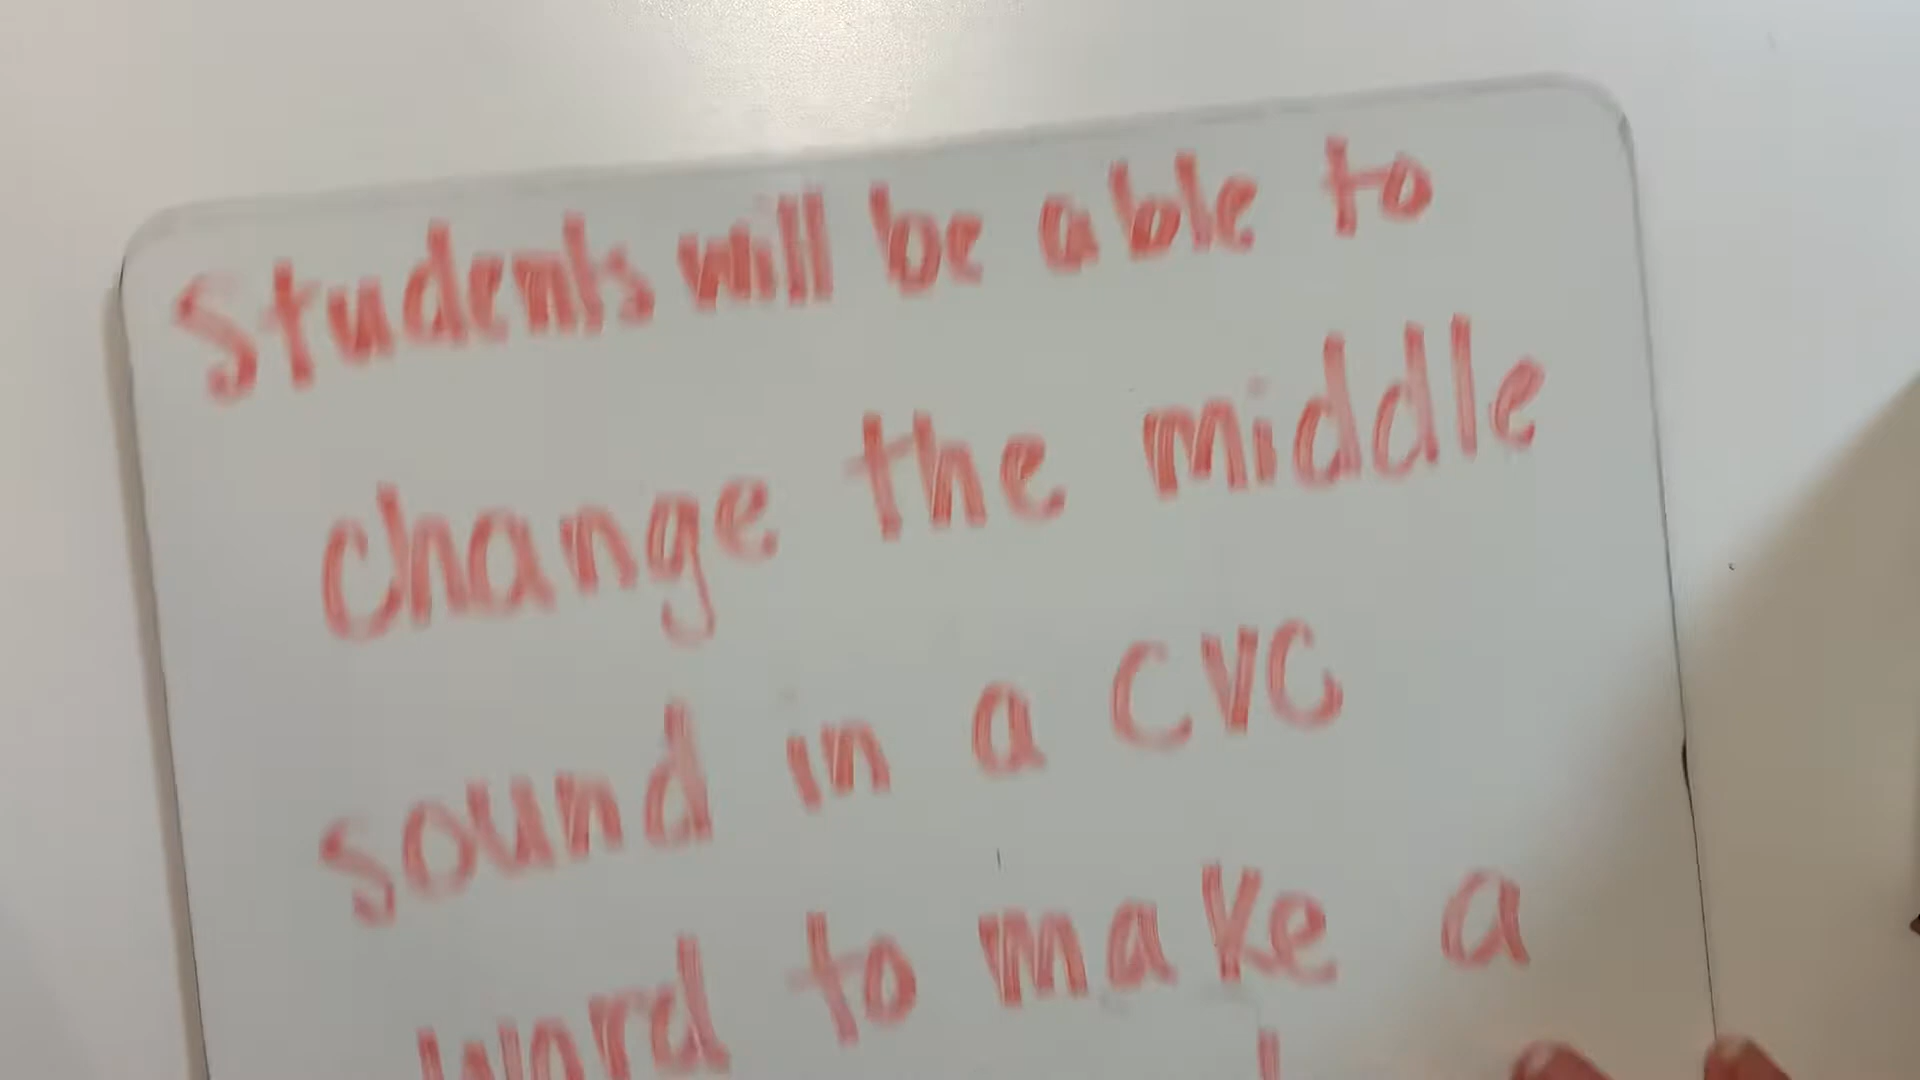 Students will be able to
change the middle
sound in a CVC
word to make a